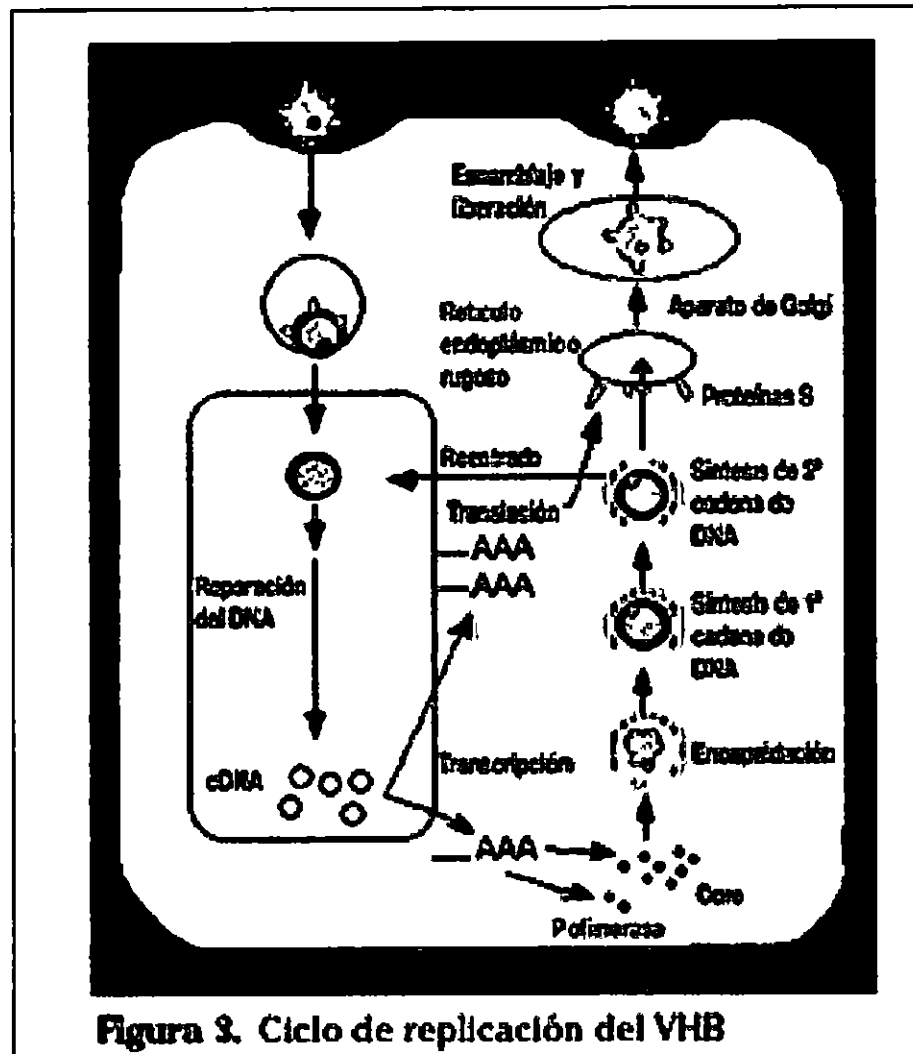 Ensamblaje y
liberación
Aparato de Golgi
Retículo
endoplásmico
rugoso
Proteínas S
Reentrado
Síntesis de 2ª
cadena de
DNA
Translación
AAA
AAA
Reparación
del DNA
Síntesis de 1ª
cadena de
DNA
Transcripción
Encapsidación
cDNA
AAA
Core
Polimerasa
Figura 3. Ciclo de replicación del VHB